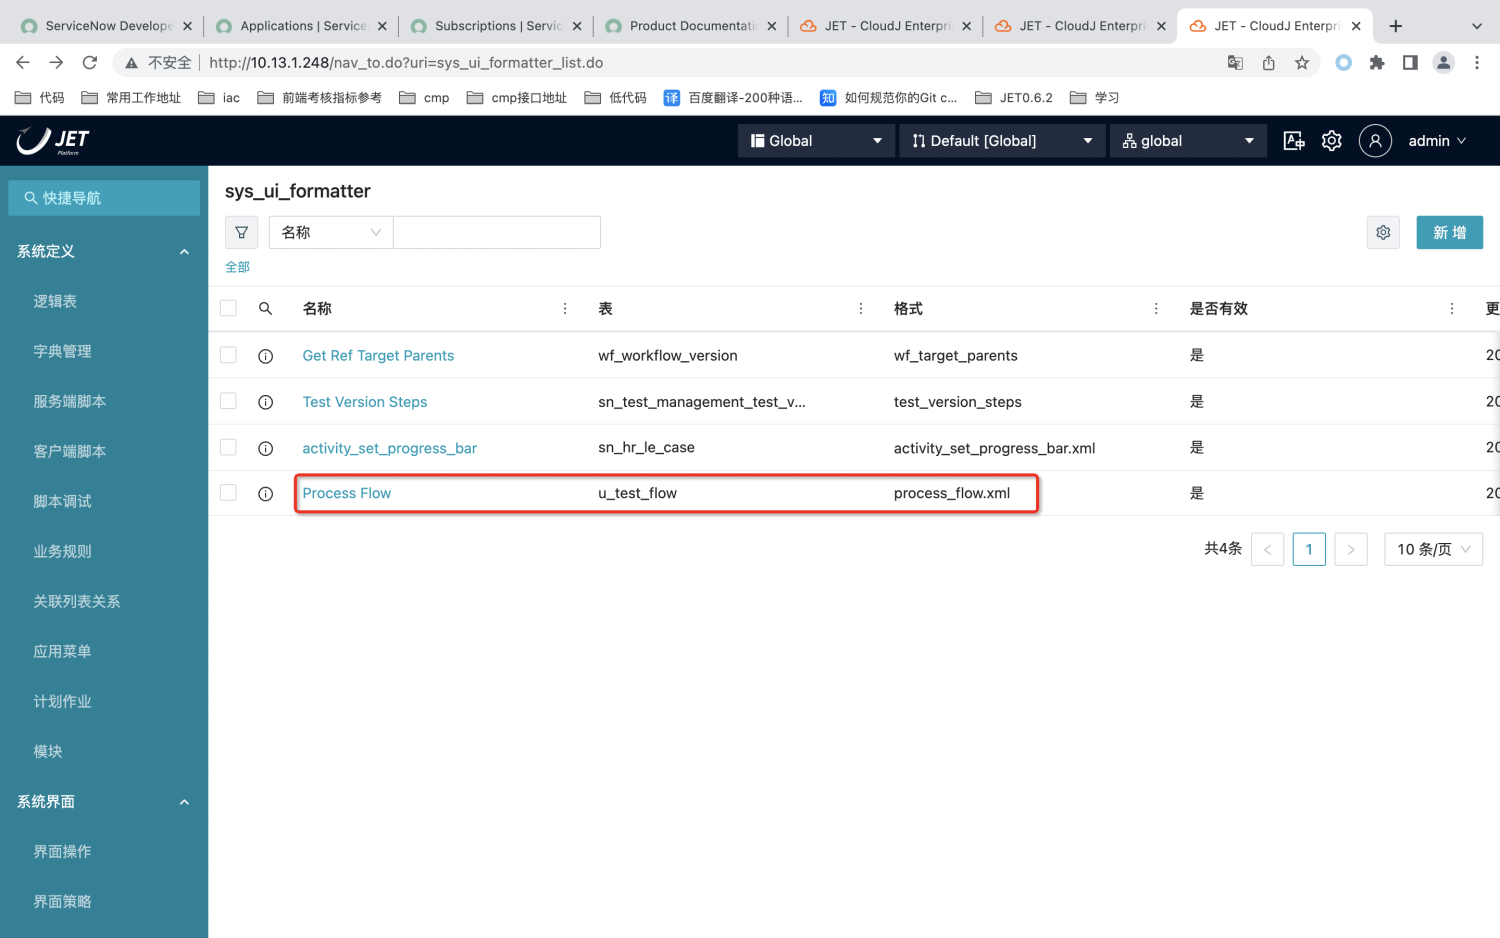 ServiceNow Develope
Applications | Service
Subscriptions | Servic
Product Documentati
JET - CloudJ Enterpri
JET - CloudJ Enterpri
JET - CloudJ Enterpri
不安全
http://10.13.1.248/nav_to.do?uri=sys_ui_formatter_list.do
代码
常用工作地址
iac
前端考核指标参考
cmp
cmp接口地址
低代码
译 百度翻译-200种语...
知 如何规范你的Git c...
JET0.6.2
学习
JET
Platform
Global
Default [Global]
global
admin
快捷导航
系统定义
逻辑表
字典管理
服务端脚本
客户端脚本
脚本调试
业务规则
关联列表关系
应用菜单
计划作业
模块
系统界面
界面操作
界面策略
sys_ui_formatter
名称
新 增
全部
名称 表 格式 是否有效 更
Get Ref Target Parents wf_workflow_version wf_target_parents 是 20
Test Version Steps sn_test_management_test_v... test_version_steps 是 20
activity_set_progress_bar sn_hr_le_case activity_set_progress_bar.xml 是 20
Process Flow u_test_flow process_flow.xml 是 20
共4条 < 1 > 10 条/页